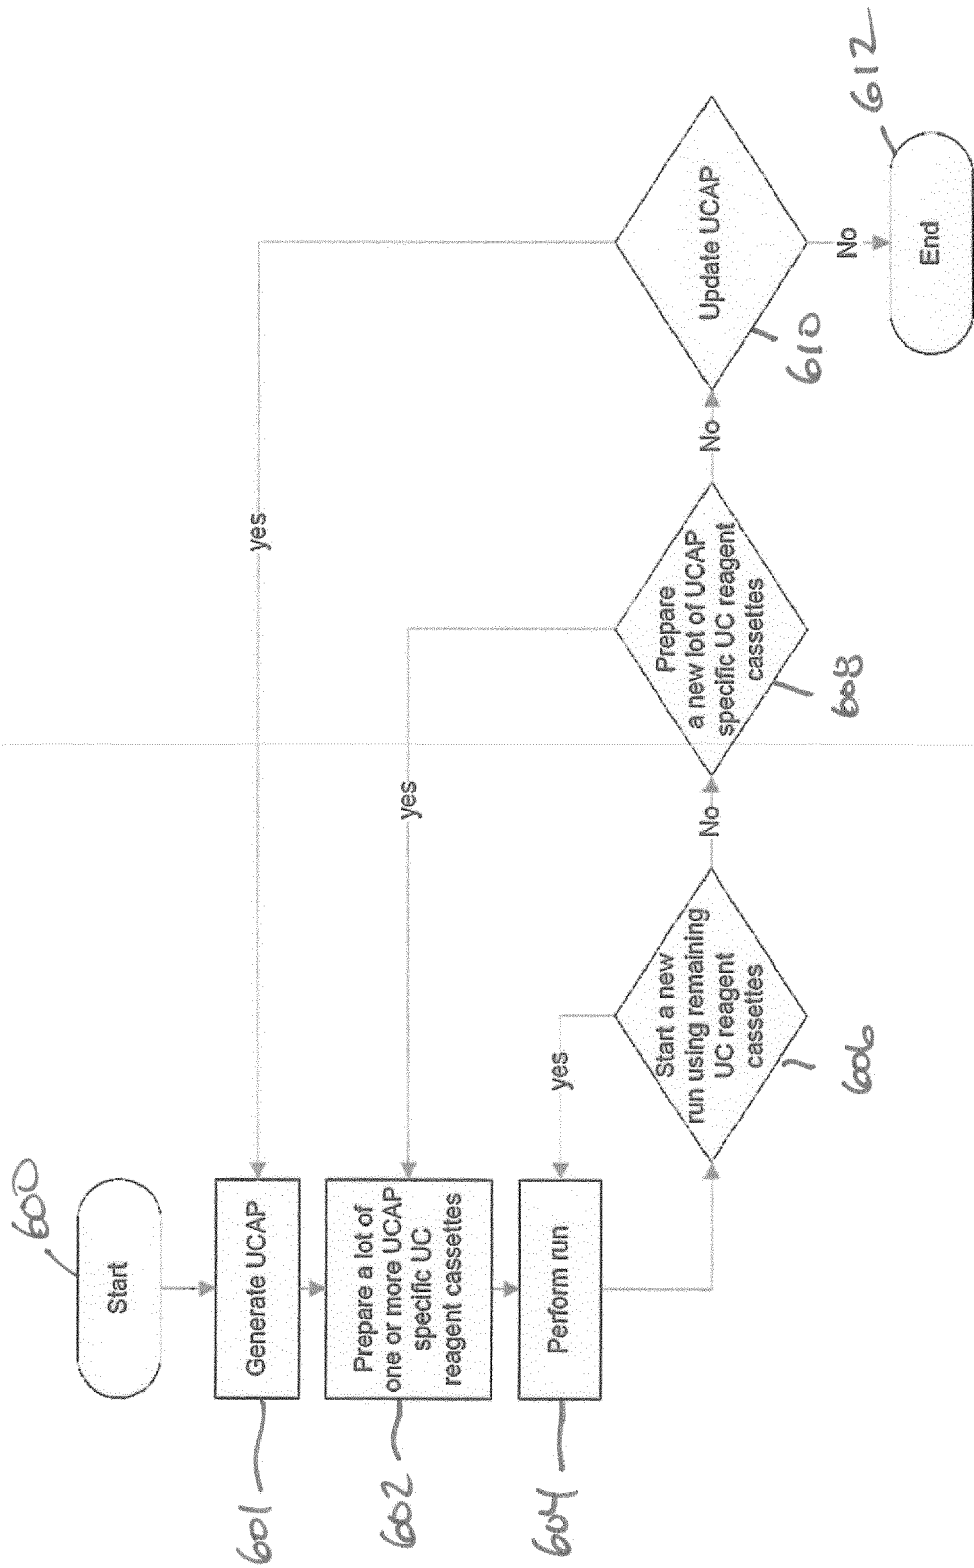 600
Start
601
Generate UCAP
602
Prepare a lot of
one or more UCAP
specific UC
reagent cassettes
604
Perform run
yes
Start a new
run using remaining
UC reagent
cassettes
606
No
yes
Prepare
a new lot of UCAP
specific UC reagent
cassettes
608
No
yes
Update UCAP
610
No
End
612